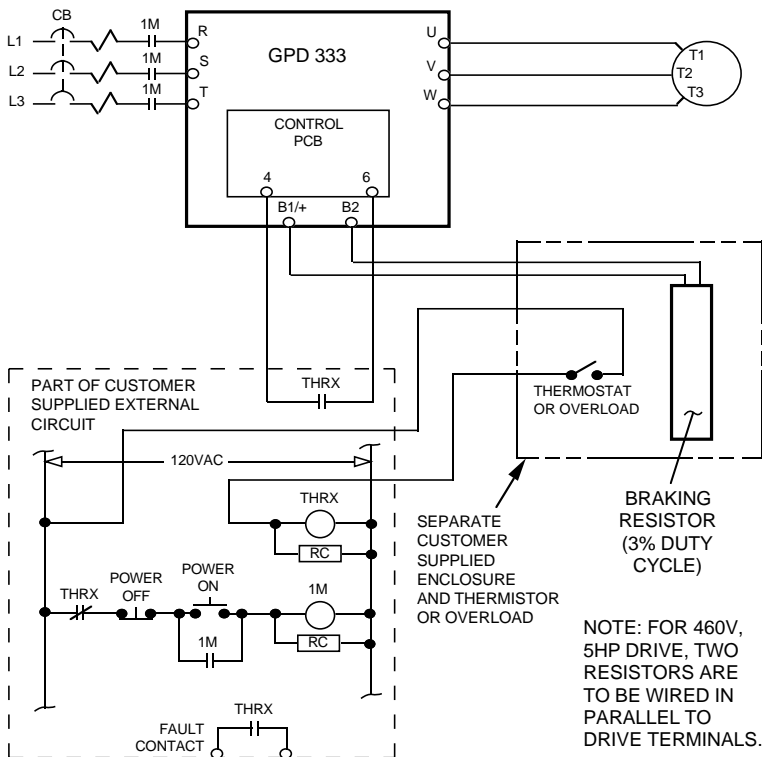 CB
1M
L1
R
1M
L2
S
1M
L3
T
GPD 333
U
V
W
T1
T2
T3
CONTROL
PCB
4
6
B1/+
B2
THRX
THERMOSTAT
OR OVERLOAD
PART OF CUSTOMER
SUPPLIED EXTERNAL
CIRCUIT
120VAC
THRX
RC
THRX
POWER
OFF
POWER
ON
1M
1M
RC
THRX
FAULT
CONTACT
SEPARATE
CUSTOMER
SUPPLIED
ENCLOSURE
AND THERMISTOR
OR OVERLOAD
BRAKING
RESISTOR
(3% DUTY
CYCLE)
NOTE: FOR 460V,
5HP DRIVE, TWO
RESISTORS ARE
TO BE WIRED IN
PARALLEL TO
DRIVE TERMINALS.